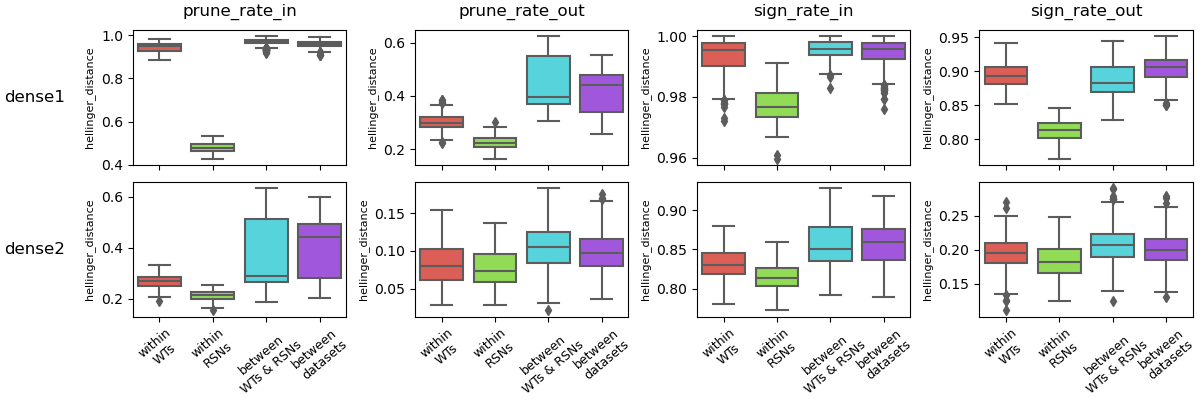 prune_rate_in prune_rate_out sign_rate_in sign_rate_out
dense1
hellinger_distance
1.0
0.8
0.6
0.4
hellinger_distance
0.6
0.4
0.2
hellinger_distance
1.00
0.98
0.96
hellinger_distance
0.95
0.90
0.85
0.80
dense2
hellinger_distance
0.6
0.4
0.2
hellinger_distance
0.15
0.10
0.05
hellinger_distance
0.90
0.85
0.80
hellinger_distance
0.25
0.20
0.15
within
WTs
within
RSNs
between
WTs & RSNs
between
datasets
within
WTs
within
RSNs
between
WTs & RSNs
between
datasets
within
WTs
within
RSNs
between
WTs & RSNs
between
datasets
within
WTs
within
RSNs
between
WTs & RSNs
between
datasets